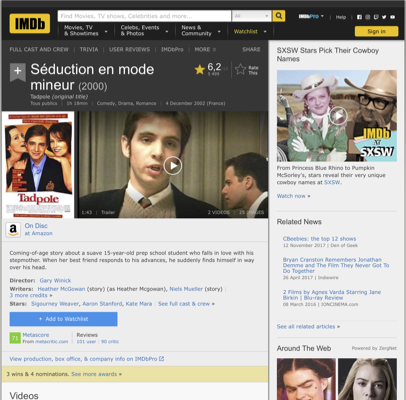 IMDb
Find Movies, TV shows, Celebrities and more...
All
IMDbPro
Help
Movies, TV & Showtimes
Celebs, Events & Photos
News & Community
Watchlist
Sign in
FULL CAST AND CREW | TRIVIA | USER REVIEWS | IMDbPro | MORE
SHARE
Séduction en mode
mineur (2000)
Tadpole (original title)
6,2
Rate
This
Tous publics | 1h 18min | Comedy, Drama, Romance | 4 December 2002 (France)
Tadpole
1:43 | Trailer
2 VIDEOS
On Disc
at Amazon
Coming-of-age story about a suave 15-year-old prep school student who falls in love with his
stepmother. When her best friend responds to his advances, he suddenly finds himself in way
over his head.
Director: Gary Winick
Writers: Heather McGowan (story) (as Heather Mcgowan), Niels Mueller (story) |
3 more credits »
Stars: Sigourney Weaver, Aaron Stanford, Kate Mara | See full cast & crew »
+ Add to Watchlist
Metascore
From metacritic.com
Reviews
101 user | 90 critic
View production, box office, & company info on IMDbPro
3 wins & 4 nominations. See more awards »
Videos
SXSW Stars Pick Their Cowboy
Names
IMDb
AT
SXSW
From Princess Blue Rhino to Pumpkin
McSorley's, stars reveal their very unique
cowboy names at SXSW.
Watch now »
Related News
CBeebies: the top 12 shows
12 November 2017 | Den of Geek
Bryan Cranston Remembers Jonathan
Demme and The Film They Never Got To
Do Together
26 April 2017 | Indiewire
2 Films by Agnes Varda Starring Jane
Birkin | Blu-ray Review
08 March 2016 | IONCINEMA.com
See all related articles »
Around The Web
Powered by ZergNet